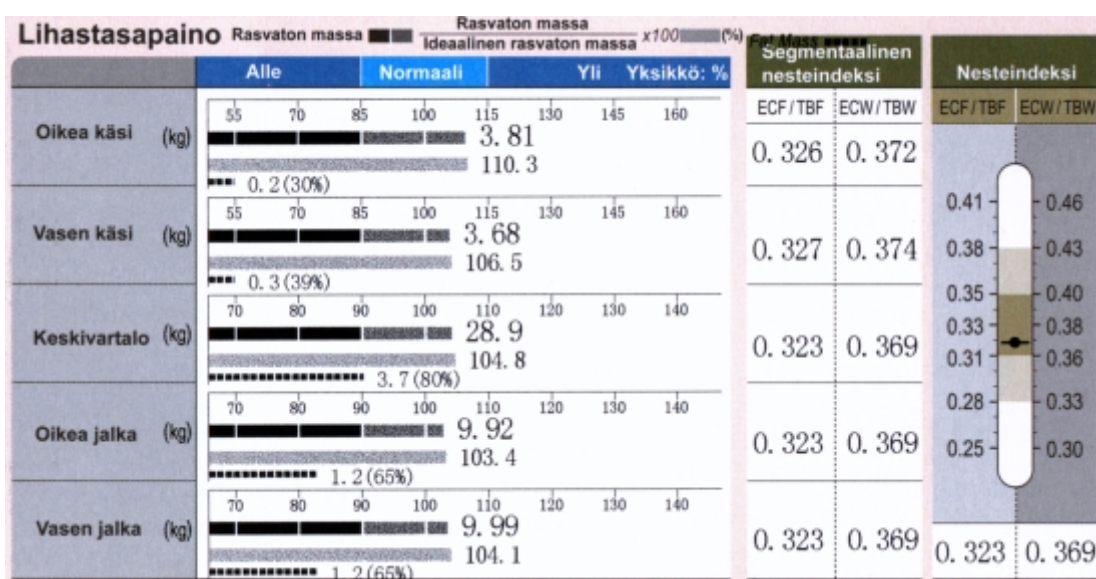 Lihastasapaino Rasvaton massa Rasvaton massa / Ideaalinen rasvaton massa x100 (%) Fat Mass
Alle Normaali Yli Yksikkö: % Segmentaalinen nesteindeksi Nesteindeksi
ECF/TBF ECW/TBW ECF/TBF ECW/TBW
55 70 85 100 115 130 145 160
Oikea käsi (kg) 3.81 0.326 0.372
110.3
0.2(30%)
55 70 85 100 115 130 145 160
Vasen käsi (kg) 3.68 0.327 0.374
106.5
0.3(39%)
70 80 90 100 110 120 130 140
Keskivartalo (kg) 28.9 0.323 0.369
104.8
3.7(80%)
70 80 90 100 110 120 130 140
Oikea jalka (kg) 9.92 0.323 0.369
103.4
1.2(65%)
70 80 90 100 110 120 130 140
Vasen jalka (kg) 9.99 0.323 0.369
104.1
1.2(65%)
0.41 0.46
0.38 0.43
0.35 0.40
0.33 0.38
0.31 0.36
0.28 0.33
0.25 0.30
0.323 0.369